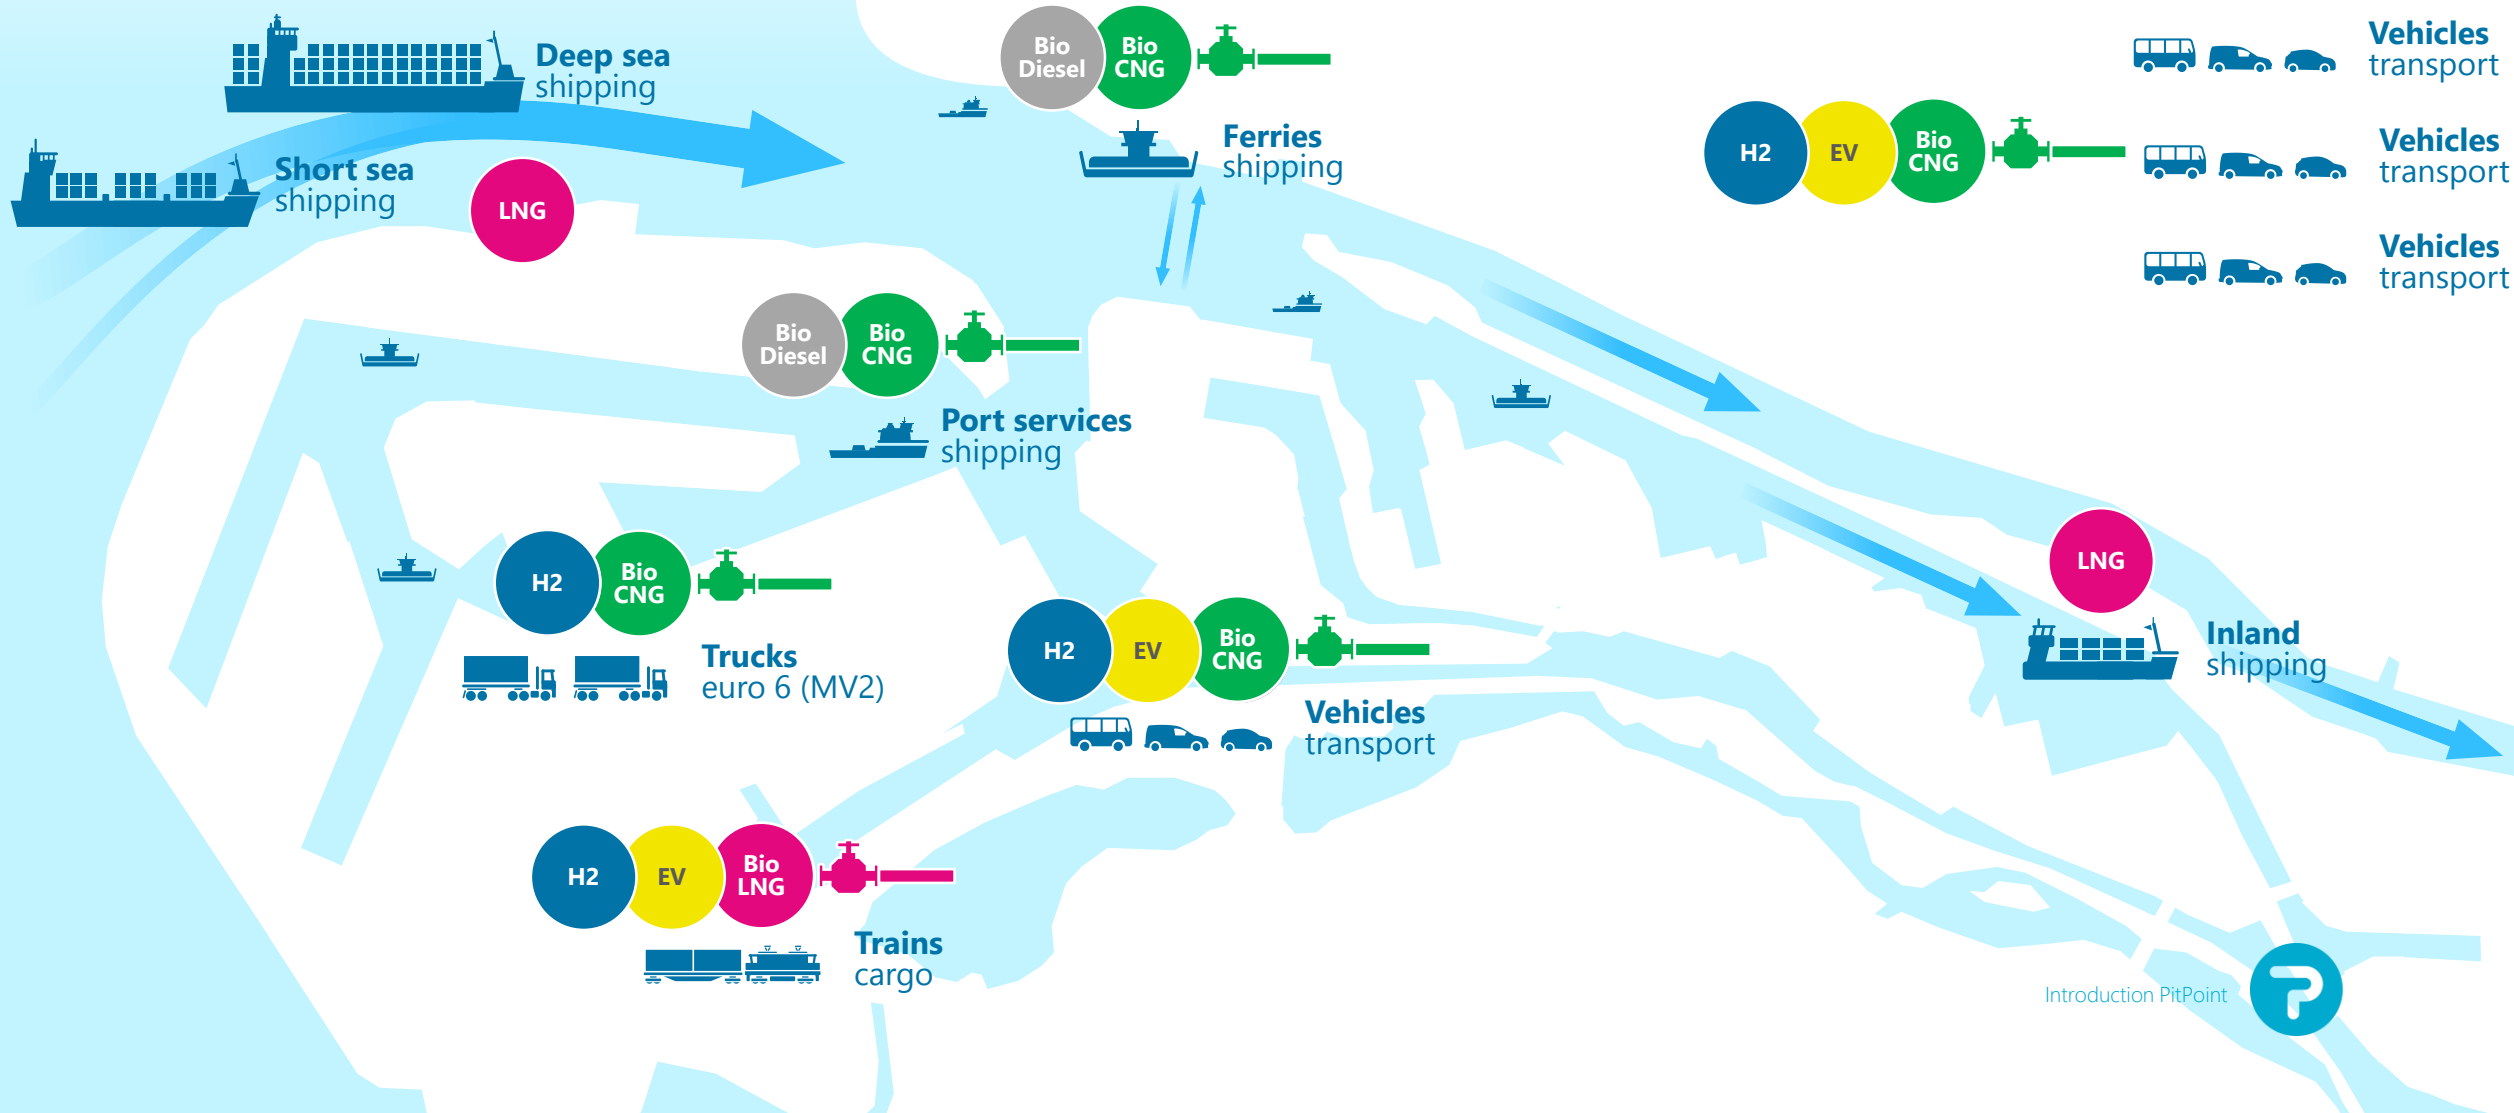 Deep sea
shipping
Short sea
shipping
LNG
Bio
Diesel
Bio
CNG
Ferries
shipping
Vehicles
transport
H2
EV
Bio
CNG
Vehicles
transport
Vehicles
transport
Bio
Diesel
Bio
CNG
Port services
shipping
H2
Bio
CNG
Trucks
euro 6 (MV2)
H2
EV
Bio
CNG
Vehicles
transport
LNG
Inland
shipping
H2
EV
Bio
LNG
Trains
cargo
Introduction PitPoint